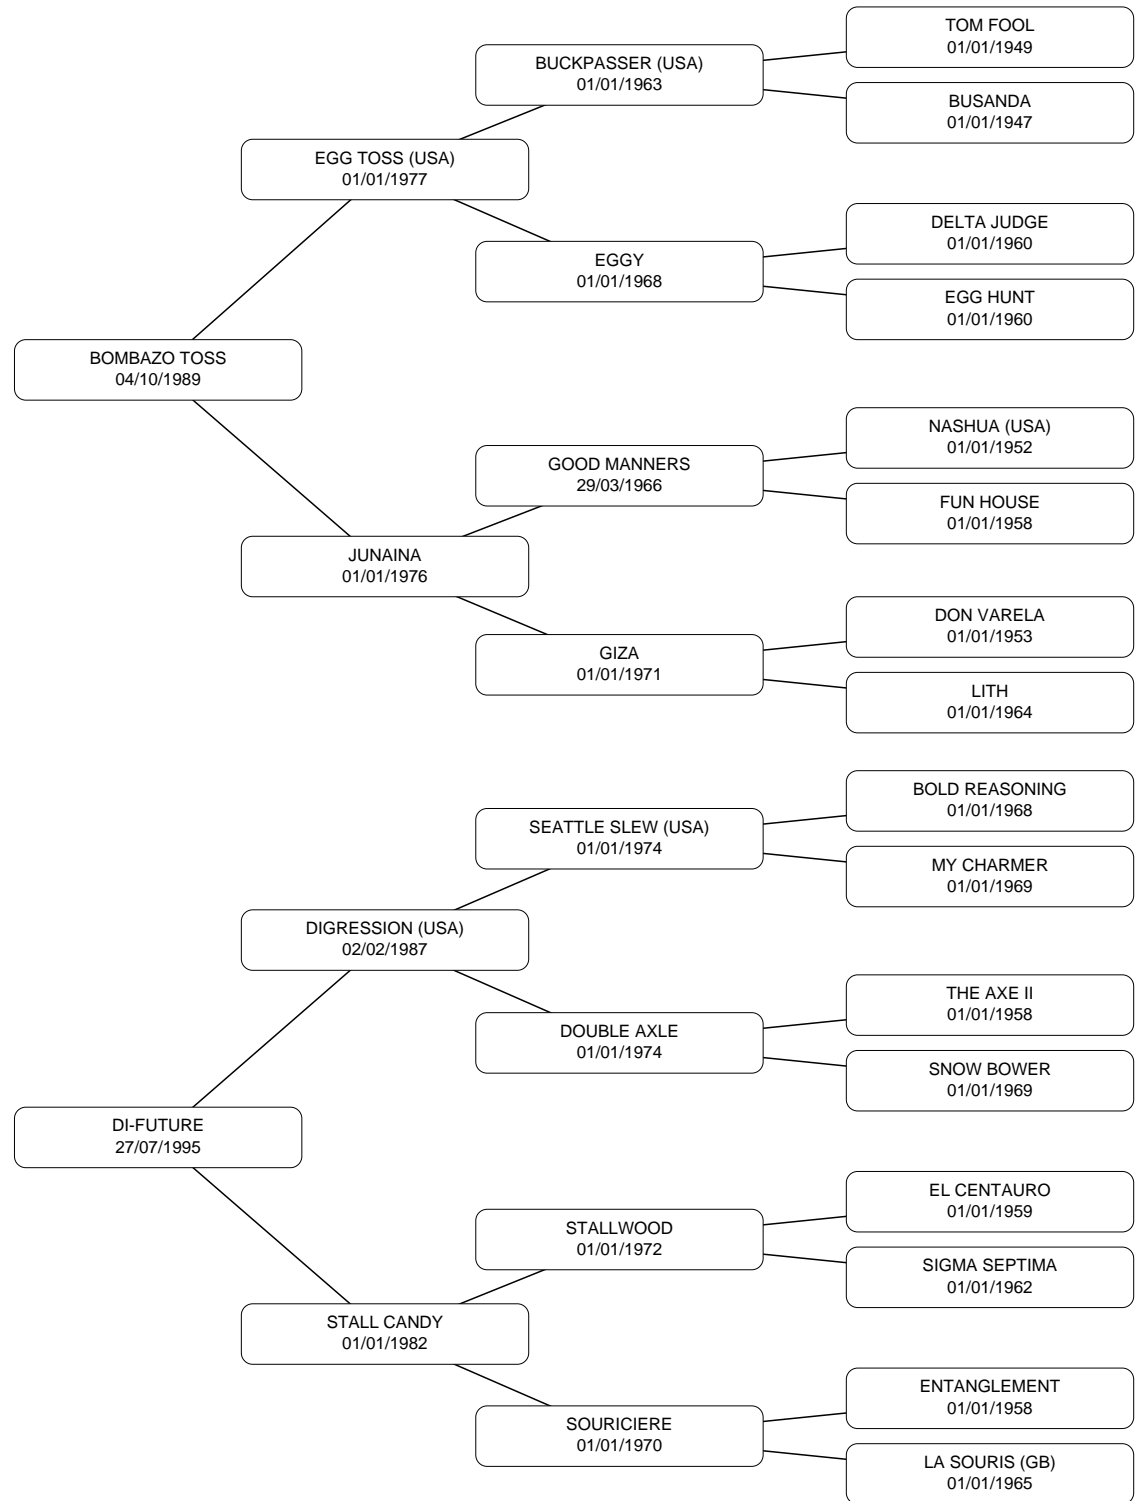 TOM FOOL
01/01/1949
BUCKPASSER (USA)
01/01/1963
BUSANDA
01/01/1947
EGG TOSS (USA)
01/01/1977
DELTA JUDGE
01/01/1960
EGGY
01/01/1968
EGG HUNT
01/01/1960
BOMBAZO TOSS
04/10/1989
NASHUA (USA)
01/01/1952
GOOD MANNERS
29/03/1966
FUN HOUSE
01/01/1958
JUNAINA
01/01/1976
DON VARELA
01/01/1953
GIZA
01/01/1971
LITH
01/01/1964
BOLD REASONING
01/01/1968
SEATTLE SLEW (USA)
01/01/1974
MY CHARMER
01/01/1969
DIGRESSION (USA)
02/02/1987
THE AXE II
01/01/1958
DOUBLE AXLE
01/01/1974
SNOW BOWER
01/01/1969
DI-FUTURE
27/07/1995
EL CENTAURO
01/01/1959
STALLWOOD
01/01/1972
SIGMA SEPTIMA
01/01/1962
STALL CANDY
01/01/1982
ENTANGLEMENT
01/01/1958
SOURICIERE
01/01/1970
LA SOURIS (GB)
01/01/1965